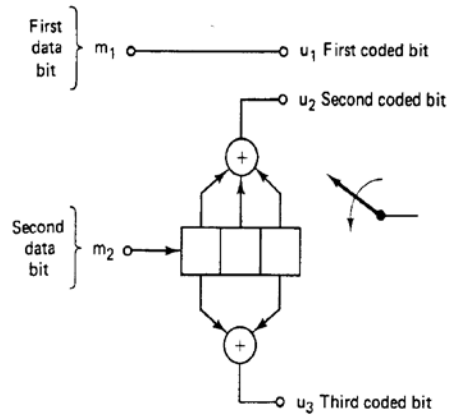 First
data
bit
m₁
u₁ First coded bit
u₂ Second coded bit
+
Second
data
bit
m₂
+
u₃ Third coded bit